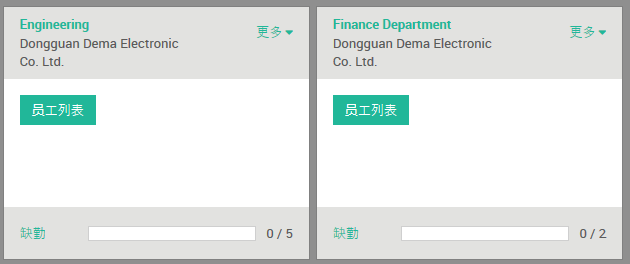 Engineering
Dongguan Dema Electronic
Co. Ltd.
更多
员工列表
缺勤
0 / 5
Finance Department
Dongguan Dema Electronic
Co. Ltd.
更多
员工列表
缺勤
0 / 2